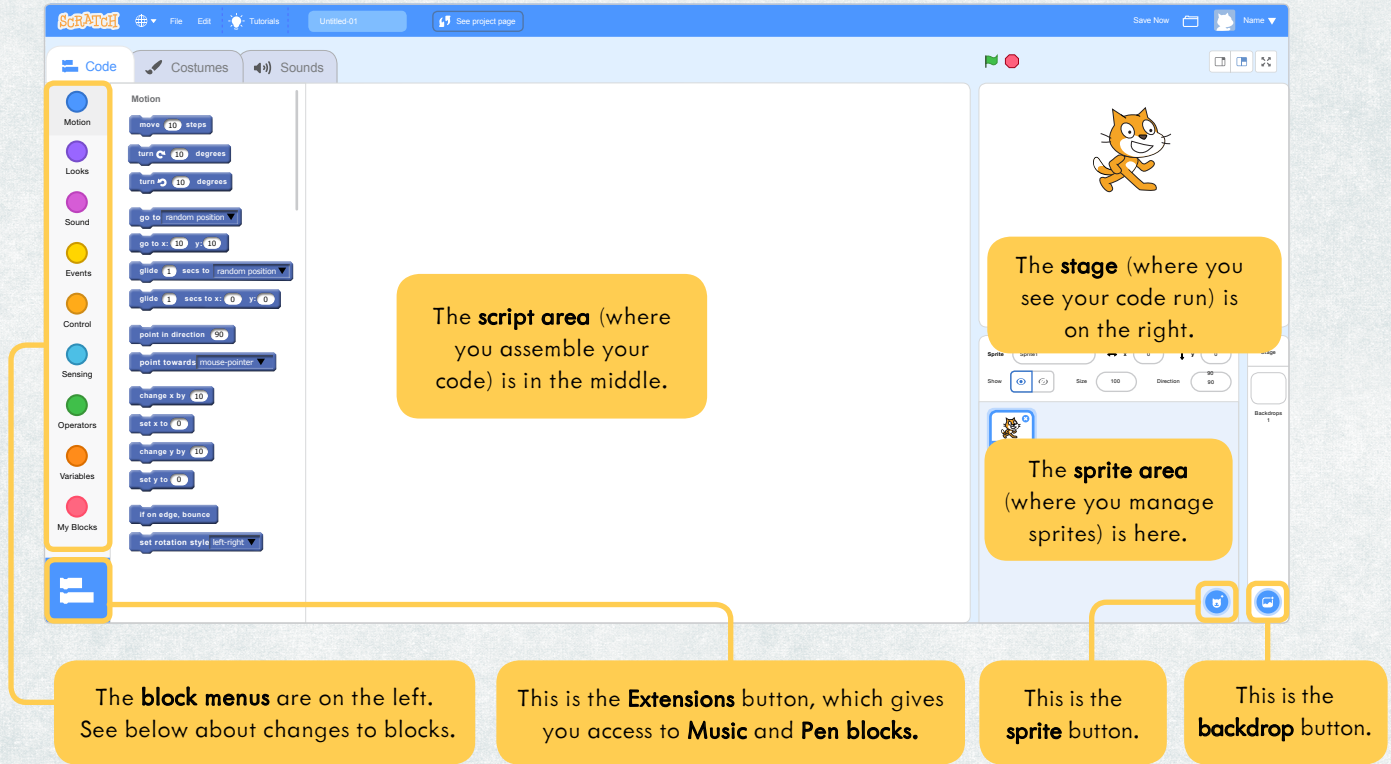 SCRATCH File Edit Tutorials Untitled-01 See project page Save Now Name
Code Costumes Sounds
Motion
Looks
Sound
Events
Control
Sensing
Operators
Variables
My Blocks
Motion
move 10 steps
turn 10 degrees
turn 10 degrees
go to random position
go to x: 10 y: 10
glide 1 secs to random position
glide 1 secs to x: 0 y: 0
point in direction 90
point towards mouse-pointer
change x by 10
set x to 0
change y by 10
set y to 0
if on edge, bounce
set rotation style left-right
The script area (where
you assemble your
code) is in the middle.
The stage (where you
see your code run) is
on the right.
Sprite
Show Size 100 Direction 90
90
Backdrops
1
The sprite area
(where you manage
sprites) is here.
The block menus are on the left.
See below about changes to blocks.
This is the Extensions button, which gives
you access to Music and Pen blocks.
This is the
sprite button.
This is the
backdrop button.